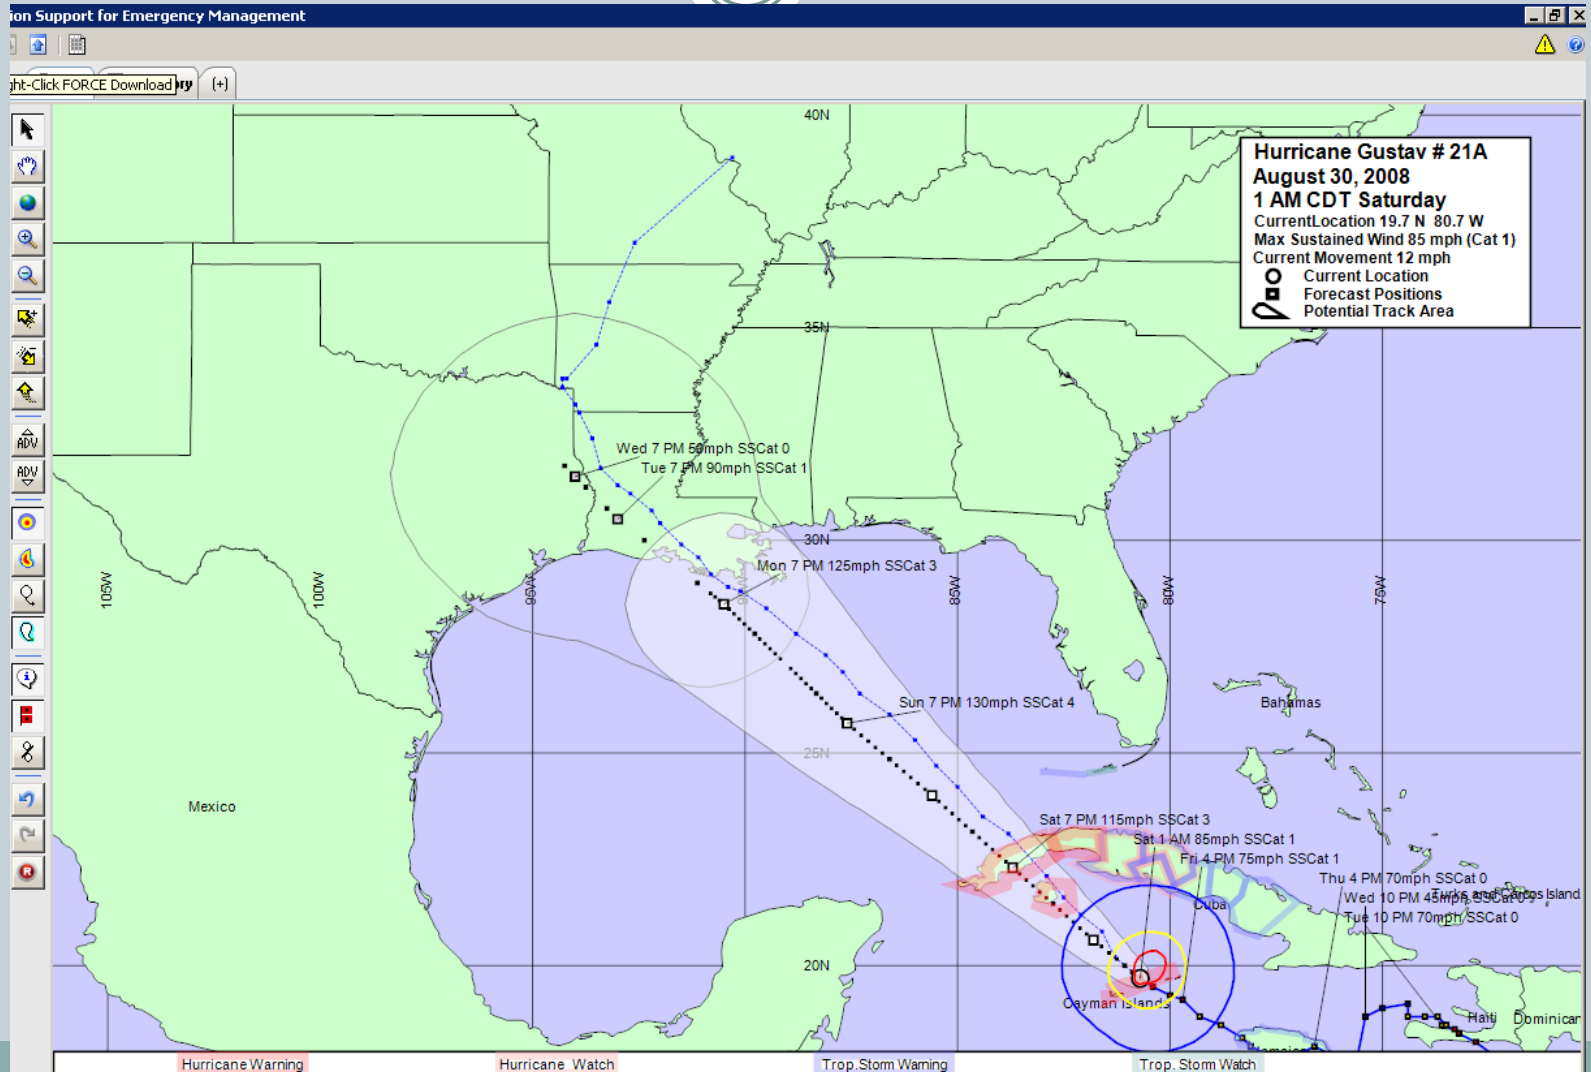 ion Support for Emergency Management
ght-Click FORCE Download
ry
(+)
40N
Hurricane Gustav # 21A
August 30, 2008
1 AM CDT Saturday
CurrentLocation 19.7 N 80.7 W
Max Sustained Wind 85 mph (Cat 1)
Current Movement 12 mph
Current Location
Forecast Positions
Potential Track Area
35N
ADV
ADV
Wed 7 PM 50mph SSCat 0
Tue 7 PM 90mph SSCat 1
30N
Mon 7 PM 125mph SSCat 3
105W
100W
95W
85W
80W
75W
Sun 7 PM 130mph SSCat 4
Bahamas
25N
Mexico
Sat 7 PM 115mph SSCat 3
Sat 1 AM 85mph SSCat 1
Fri 4 PM 75mph SSCat 1
Thu 4 PM 70mph SSCat 0
Wed 10 PM 45mph SSCat 0
Turks and Caicos Island
Cuba
Tue 10 PM 70mph SSCat 0
R
20N
Cayman Islands
Haiti
Dominican
Jamaica
Hurricane Warning
Hurricane Watch
Trop.Storm Warning
Trop. Storm Watch